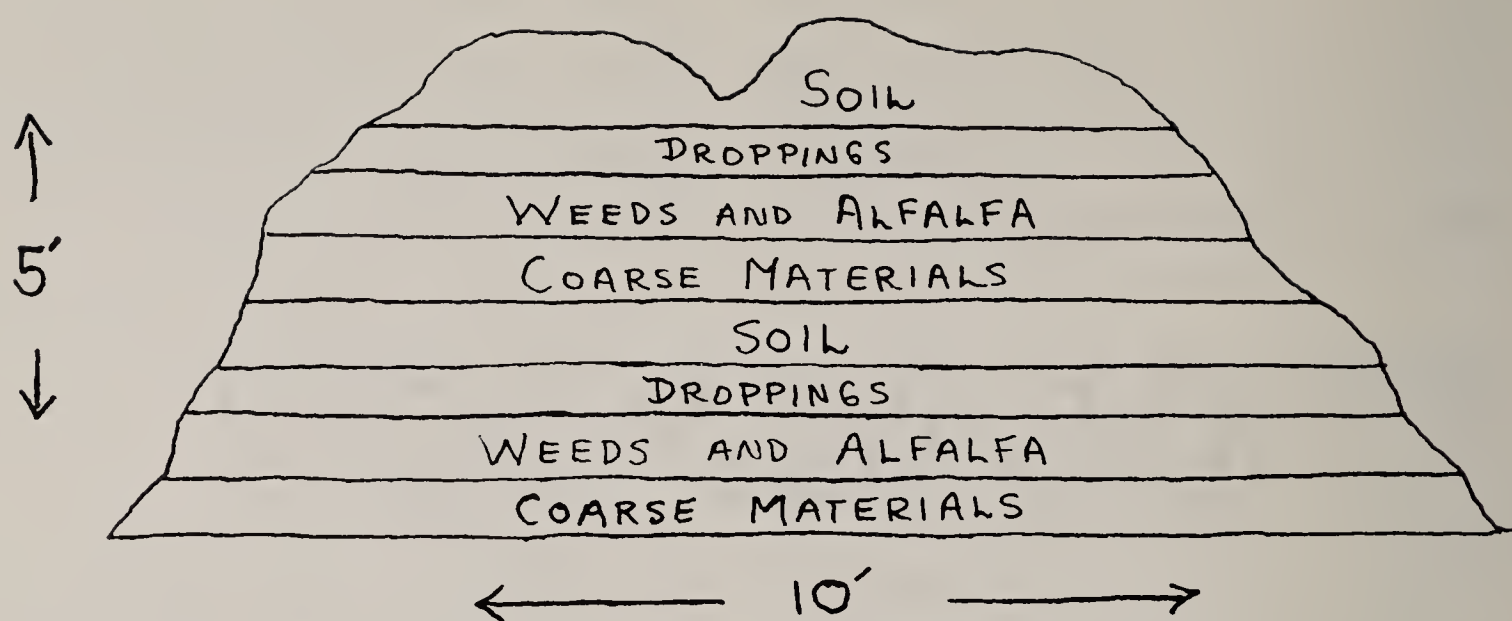 SOIL
DROPPINGS
WEEDS AND ALFALFA
COARSE MATERIALS
5'
SOIL
DROPPINGS
WEEDS AND ALFALFA
COARSE MATERIALS
10'